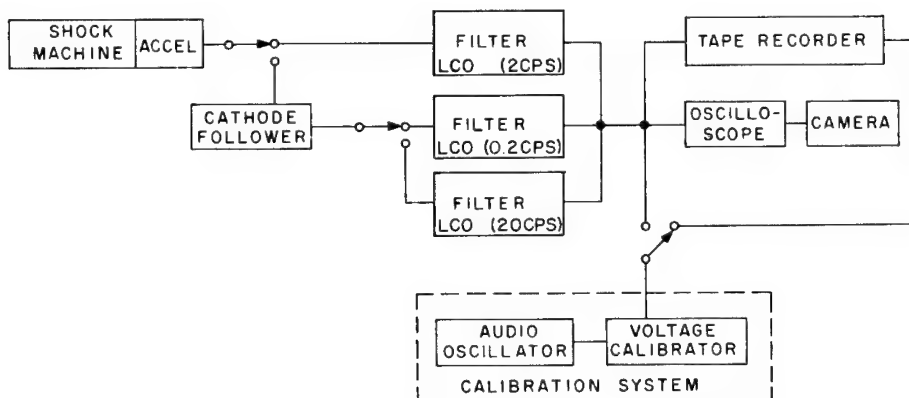 SHOCK
MACHINE
ACCEL
FILTER
LCO (2CPS)
TAPE RECORDER
CATHODE
FOLLOWER
FILTER
LCO (0.2CPS)
OSCILLO-
SCOPE
CAMERA
FILTER
LCO (20CPS)
AUDIO
OSCILLATOR
VOLTAGE
CALIBRATOR
CALIBRATION SYSTEM